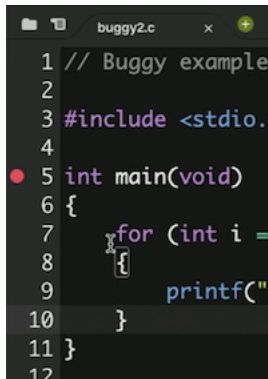 buggy2.c × +
1 // Buggy example
2
3 #include <stdio.
4
5 int main(void)
6 {
7 for (int i =
8 {
9 printf("
10 }
11 }
12